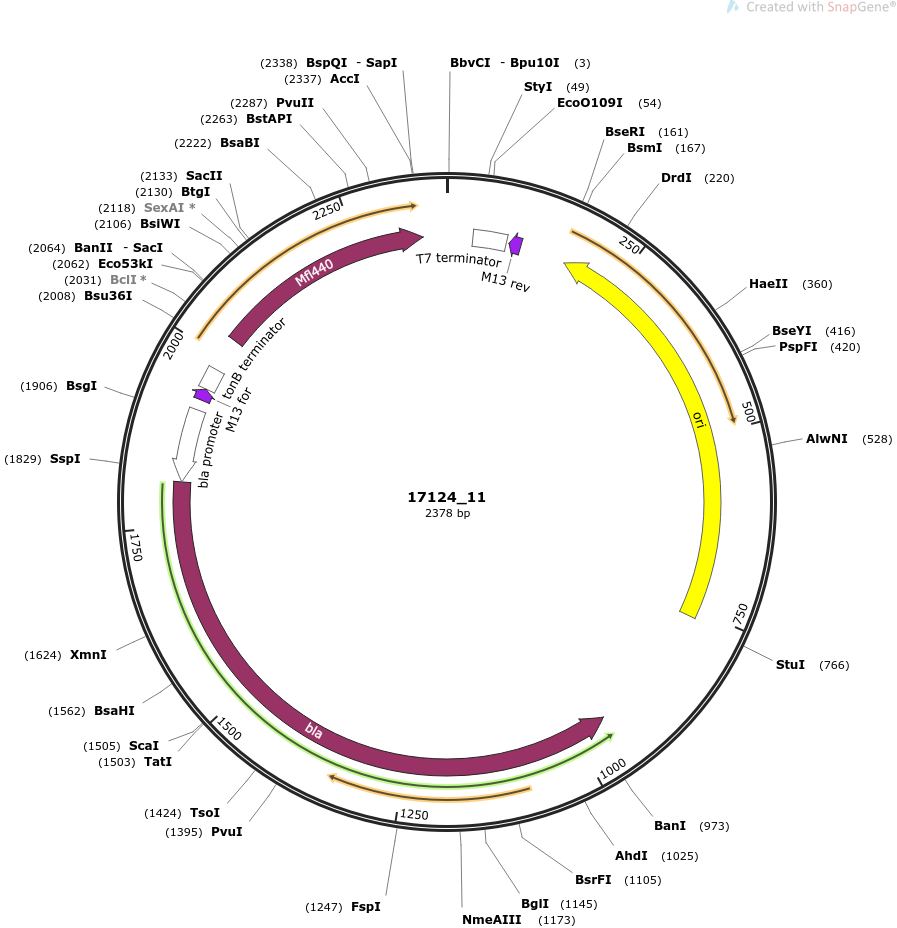 Created with SnapGene®
(2338) BspQI - SapI
(2337) AccI
(2287) PvuII
(2263) BstAPI
(2222) BsaBI
(2133) SacII
(2130) BtgI
(2118) SexAI *
(2106) BsiWI
(2064) BanII - SacI
(2062) Eco53kI
(2031) BclI *
(2008) Bsu36I
(1906) BsgI
(1829) SspI
(1624) XmnI
(1562) BsaHI
(1505) ScaI
(1503) TatI
(1424) TsoI
(1395) PvuI
(1247) FspI
BbvCI - Bpu10I (3)
StyI (49)
EcoO109I (54)
BseRI (161)
BsmI (167)
DrdI (220)
HaeII (360)
BseYI (416)
PspFI (420)
AlwNI (528)
StuI (766)
BanI (973)
AhdI (1025)
BsrFI (1105)
BglI (1145)
NmeAIII (1173)
250
500
750
1000
1250
1500
1750
2000
2250
Mfl440
T7 terminator
M13 rev
ori
tonB terminator
M13 for
bla promoter
bla
17124_11
2378 bp